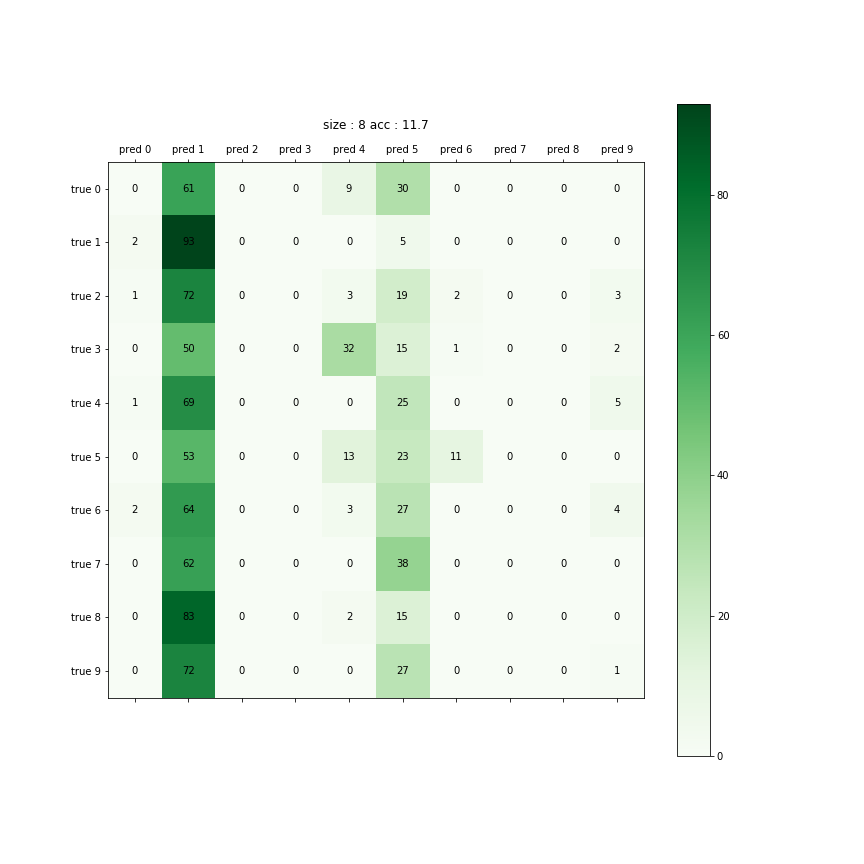 size : 8 acc : 11.7
pred 0 pred 1 pred 2 pred 3 pred 4 pred 5 pred 6 pred 7 pred 8 pred 9
true 0 0 61 0 0 9 30 0 0 0 0
true 1 2 93 0 0 0 5 0 0 0 0
true 2 1 72 0 0 3 19 2 0 0 3
true 3 0 50 0 0 32 15 1 0 0 2
true 4 1 69 0 0 0 25 0 0 0 5
true 5 0 53 0 0 13 23 11 0 0 0
true 6 2 64 0 0 3 27 0 0 0 4
true 7 0 62 0 0 0 38 0 0 0 0
true 8 0 83 0 0 2 15 0 0 0 0
true 9 0 72 0 0 0 27 0 0 0 1
80
60
40
20
0